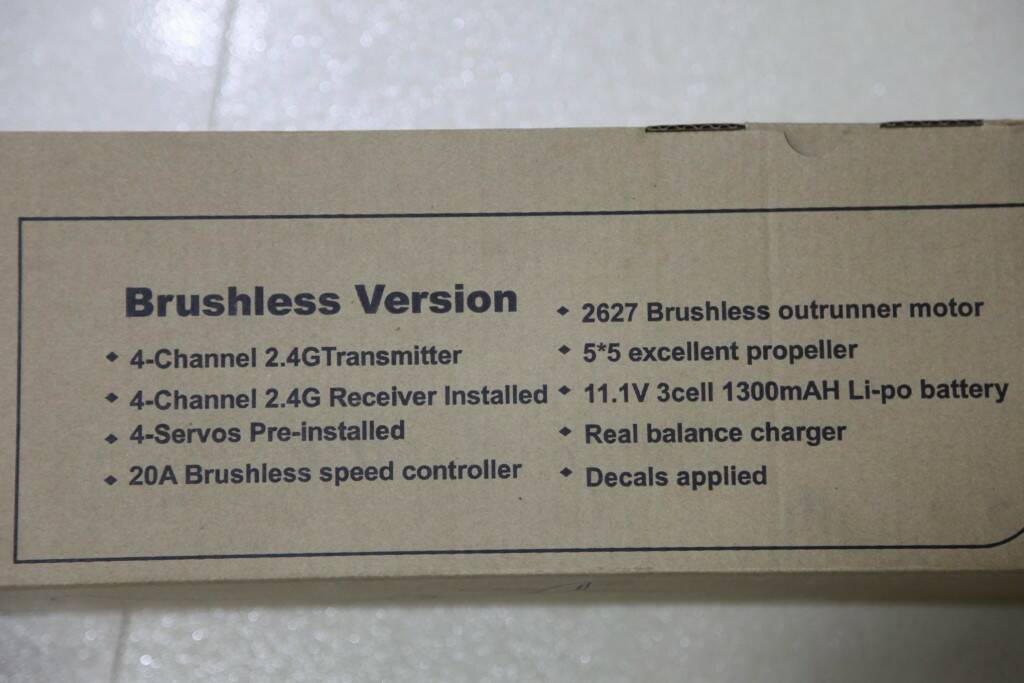 Brushless Version
4-Channel 2.4GTransmitter
4-Channel 2.4G Receiver Installed
4-Servos Pre-installed
20A Brushless speed controller
2627 Brushless outrunner motor
5*5 excellent propeller
11.1V 3cell 1300mAH Li-po battery
Real balance charger
Decals applied